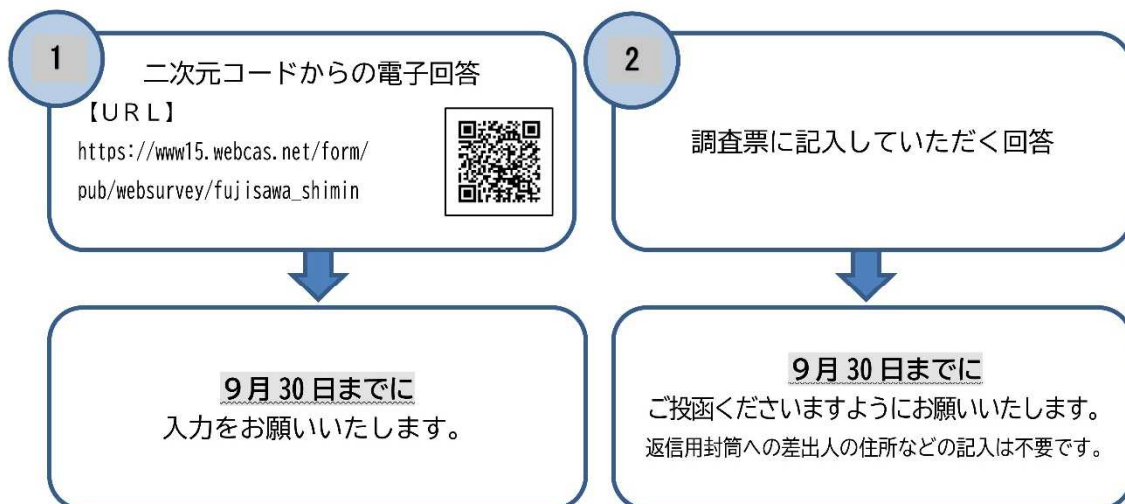 1
二次元コードからの電子回答
【ＵＲＬ】
https://www15.webcas.net/form/
pub/websurvey/fujisawa_shimin
９月 30 日までに
入力をお願いいたします。
2
調査票に記入していただく回答
９月 30 日までに
ご投函くださいますようにお願いいたします。
返信用封筒への差出人の住所などの記入は不要です。